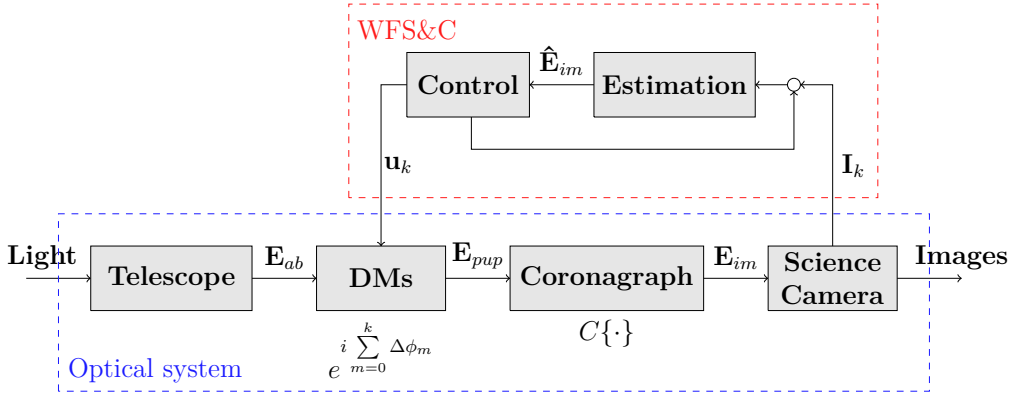 WFS&C
Control
Ê_im
Estimation
u_k
I_k
Light
Telescope
E_ab
DMs
E_pup
Coronagraph
E_im
Science
Camera
Images
e^{i \sum_{m=0}^{k} Δϕ_m}
C{·}
Optical system